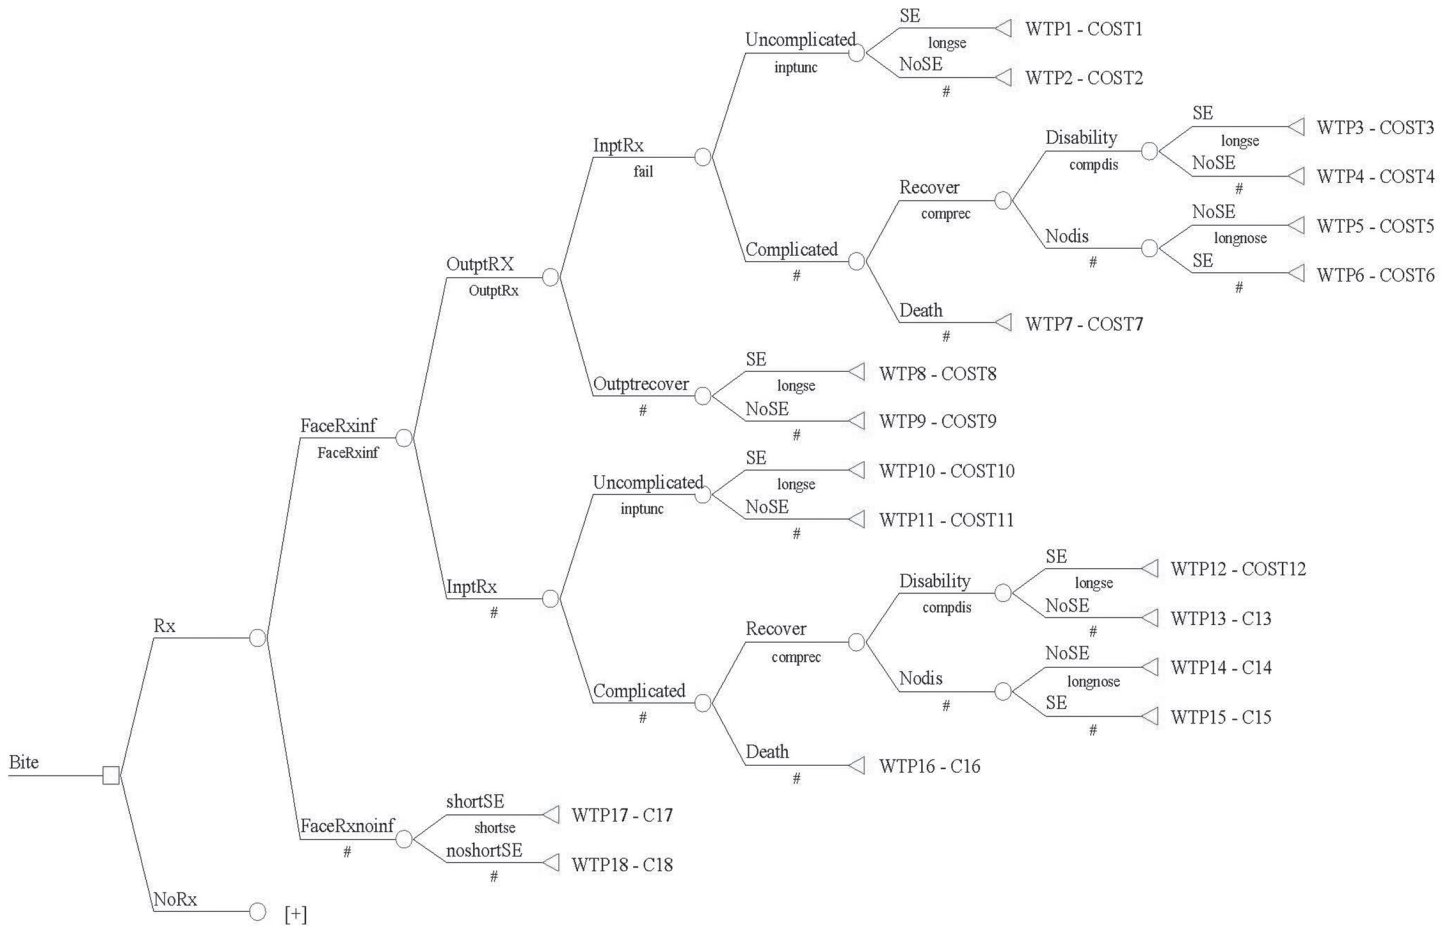 SE
WTP1 - COST1
Uncomplicated
longse
inptunc
NoSE
WTP2 - COST2
#
SE
WTP3 - COST3
Disability
longse
InptRx
compdis
NoSE
WTP4 - COST4
fail
Recover
#
comprec
NoSE
WTP5 - COST5
Complicated
Nodis
longnose
#
#
SE
WTP6 - COST6
OutptRX
#
OutptRx
Death
WTP7 - COST7
#
SE
WTP8 - COST8
Outptrecover
longse
#
NoSE
WTP9 - COST9
FaceRxinf
#
FaceRxinf
SE
WTP10 - COST10
Uncomplicated
longse
inptunc
NoSE
WTP11 - COST11
#
SE
WTP12 - COST12
InptRx
Disability
longse
#
compdis
NoSE
WTP13 - C13
Rx
Recover
#
comprec
NoSE
WTP14 - C14
Complicated
Nodis
longnose
#
#
SE
WTP15 - C15
#
Death
WTP16 - C16
Bite
#
shortSE
WTP17 - C17
FaceRxnoinf
shortse
#
noshortSE
WTP18 - C18
#
NoRx
[+]